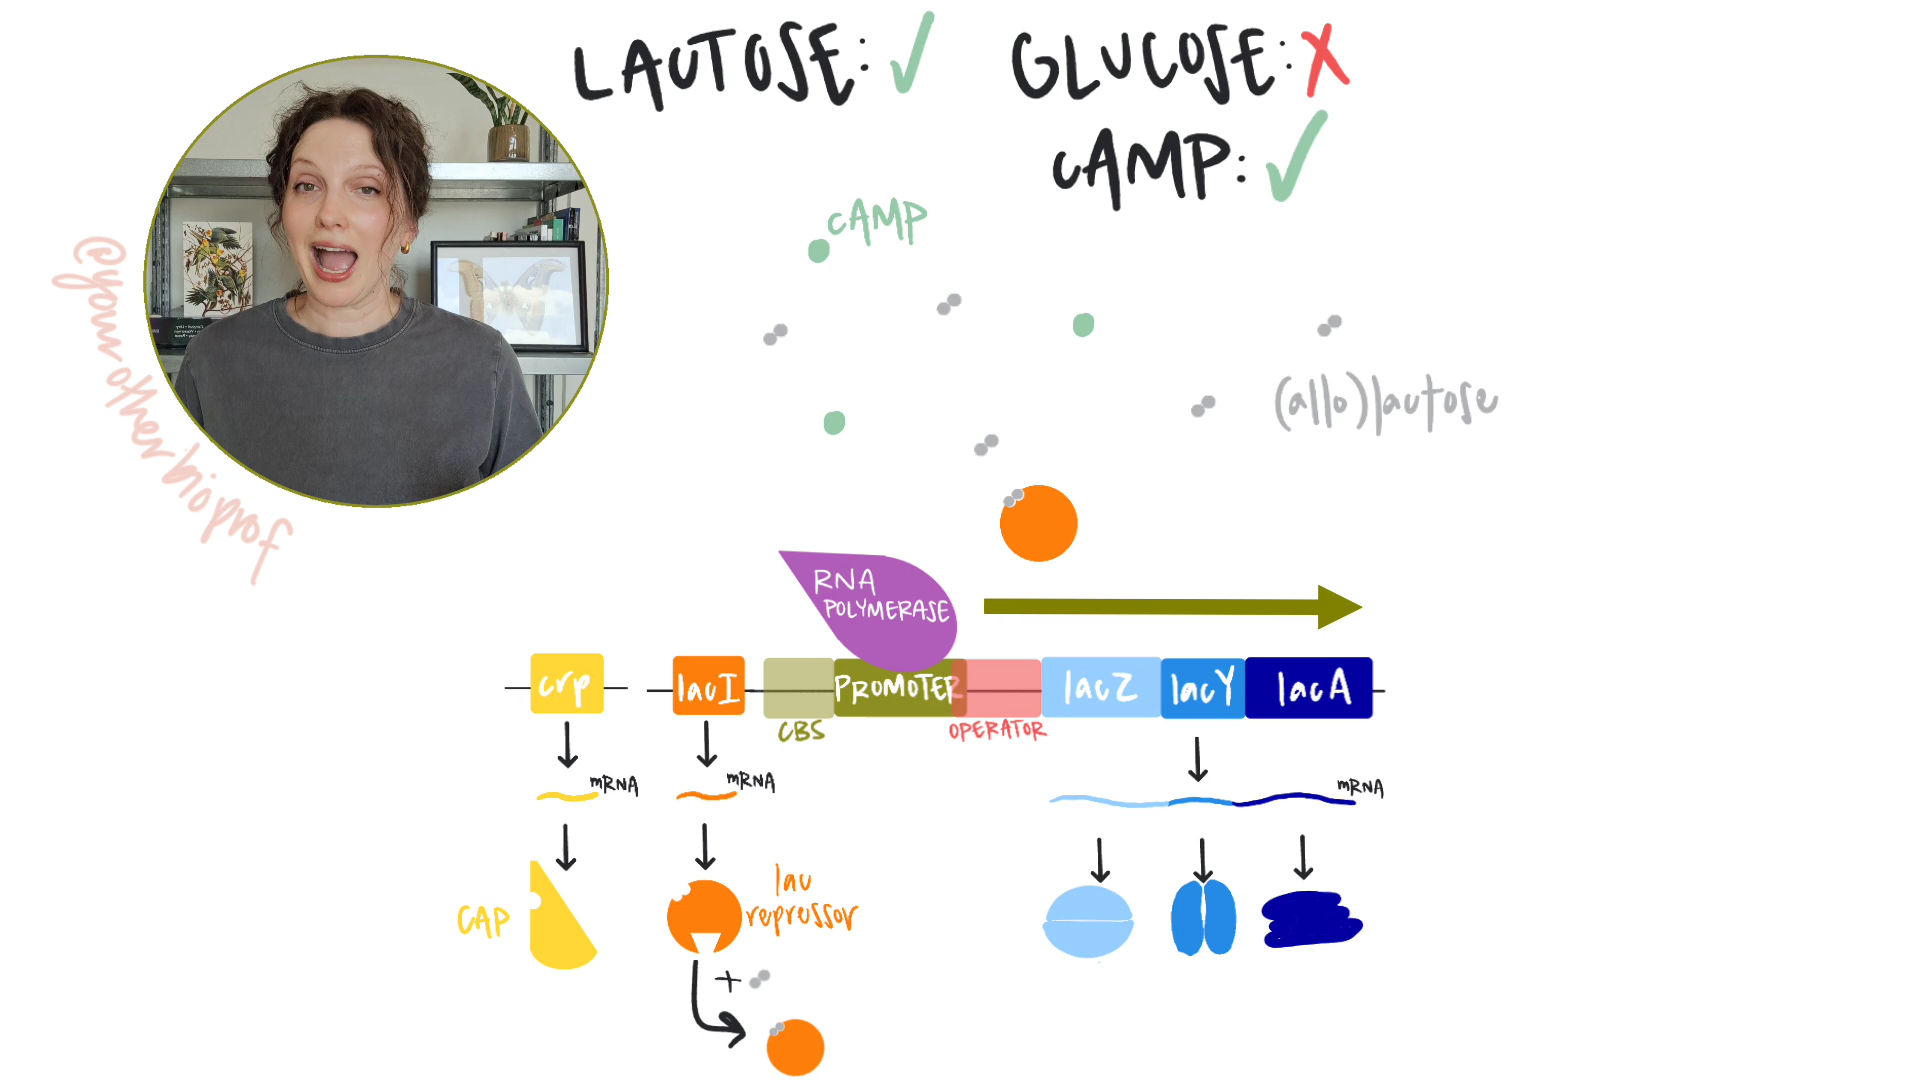 LACTOSE: ✓
GLUCOSE: X
cAMP: ✓
cAMP
(allo)lactose
@yourotherbioprof
RNA
POLYMERASE
crp
lacI
PROMOTER
lacZ
lacY
lacA
CBS
OPERATOR
mRNA
mRNA
mRNA
CAP
lac
repressor
+